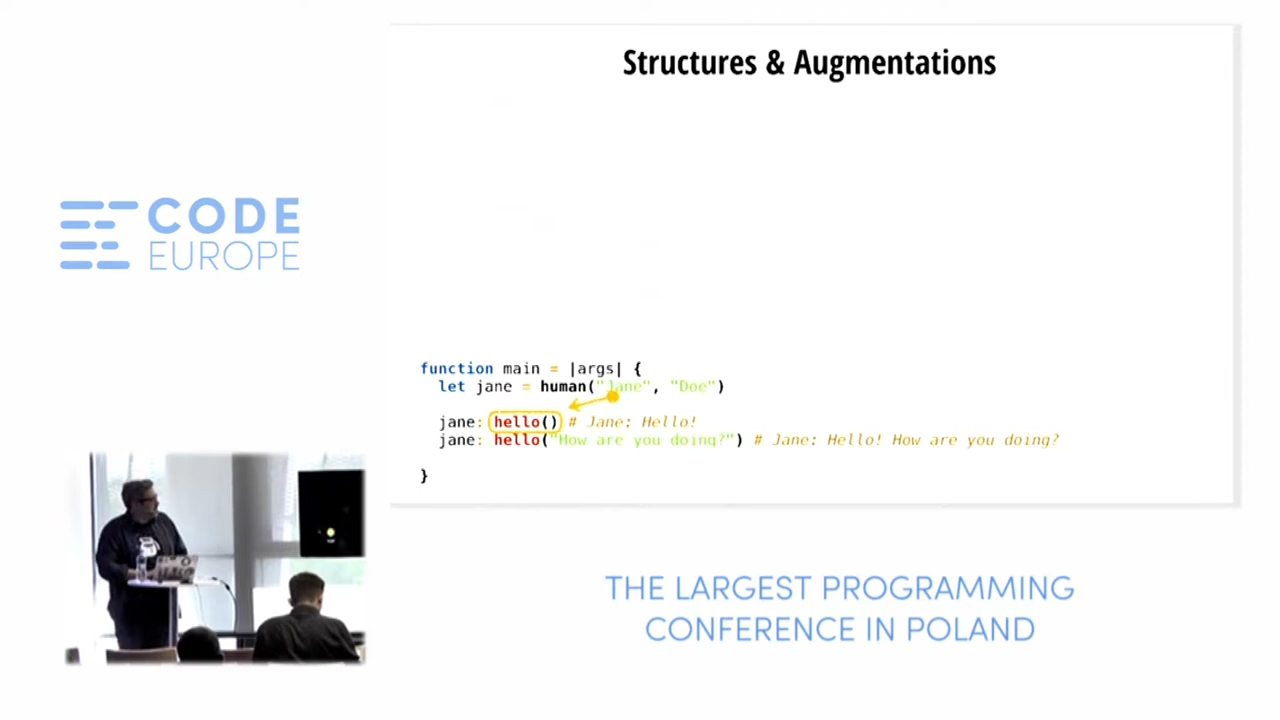 Structures & Augmentations
CODE
EUROPE
function main = |args| {
let jane = human("Jane", "Doe")
jane: hello() # Jane: Hello!
jane: hello("How are you doing?") # Jane: Hello! How are you doing?
}
THE LARGEST PROGRAMMING
CONFERENCE IN POLAND